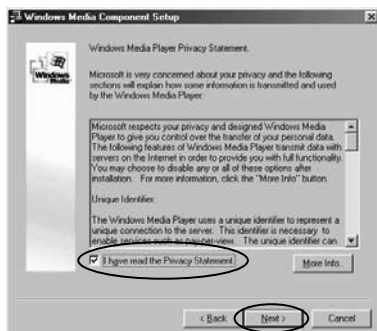 Windows Media Component Setup
Windows Media Player Privacy Statement.
Microsoft is very concerned about your privacy and the following
sections will explain how some information is transmitted and used
by the Windows Media Player:
Windows
Media
Microsoft respects your privacy and designed Windows Media
Player to give you control over the transfer of your personal data.
The following features of Windows Media Player transmit data with
servers on the Internet in order to provide you with full functionality.
You may choose to disable any or all of these options after
installation. For more information, click the "More Info" button.
Unique Identifier:
The Windows Media Player uses a unique identifier to represent a
unique connection to the server. This identifier is necessary to
enable services such as pay-per-view. The unique identifier can
I have read the Privacy Statement.
More Info..
< Back
Next >
Cancel